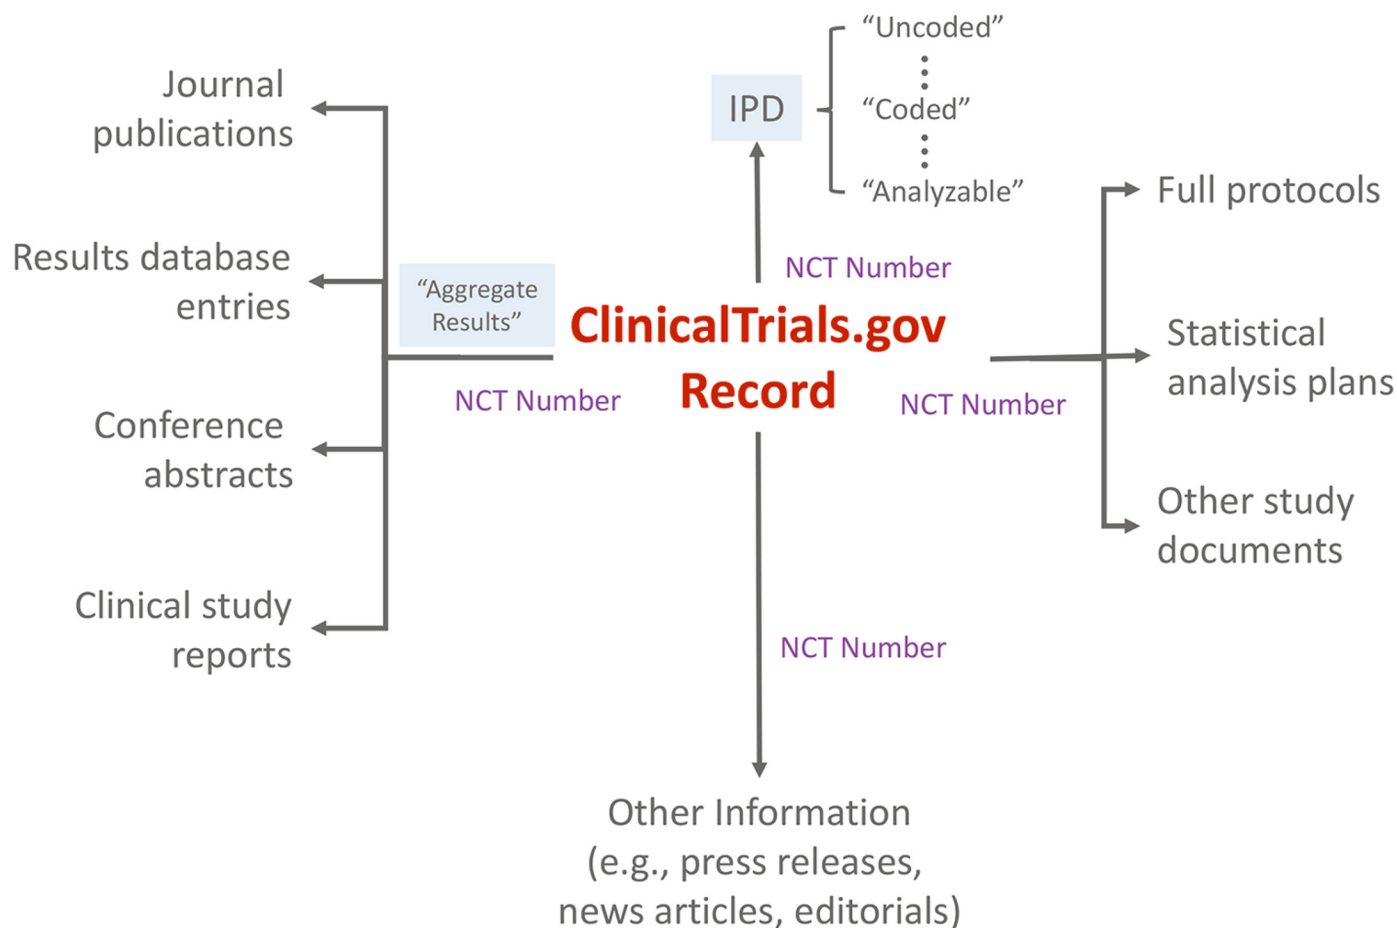 Journal
publications
Results database
entries
Conference
abstracts
Clinical study
reports
“Aggregate
Results”
NCT Number
IPD
“Uncoded”
“Coded”
“Analyzable”
NCT Number
ClinicalTrials.gov
Record
NCT Number
Full protocols
Statistical
analysis plans
Other study
documents
NCT Number
Other Information
(e.g., press releases,
news articles, editorials)